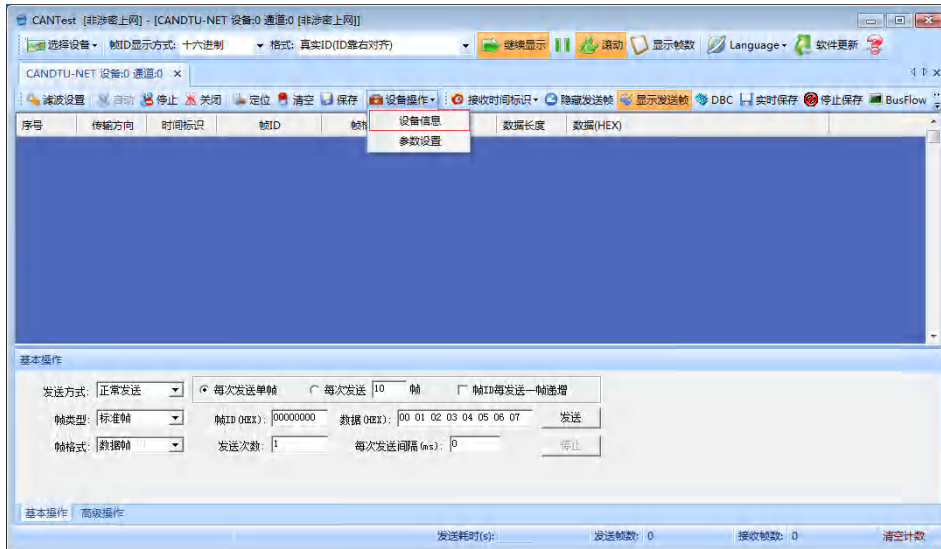 CANTest [非涉密上网] - [CANDTU-NET 设备:0 通道:0 [非涉密上网]]
选择设备 帧ID显示方式: 十六进制 格式: 真实ID(ID靠右对齐) 继续显示 滚动 显示帧数 Language 软件更新
CANDTU-NET 设备:0 通道:0 ×
滤波设置 启动 停止 关闭 定位 清空 保存 设备操作 接收时间标识 隐藏发送帧 显示发送帧 DBC 实时保存 停止保存 BusFlow
序号 传输方向 时间标识 帧ID 数据长度 数据(HEX)
设备信息
参数设置
基本操作
发送方式: 正常发送 每次发送单帧 每次发送 10 帧 帧ID每发送一帧递增
帧类型: 标准帧 帧ID(HEX): 00000000 数据(HEX): 00 01 02 03 04 05 06 07 发送
帧格式: 数据帧 发送次数: 1 每次发送间隔(ms): 0 停止
基本操作 高级操作
发送耗时(s): 发送帧数: 0 接收帧数: 0 清空计数